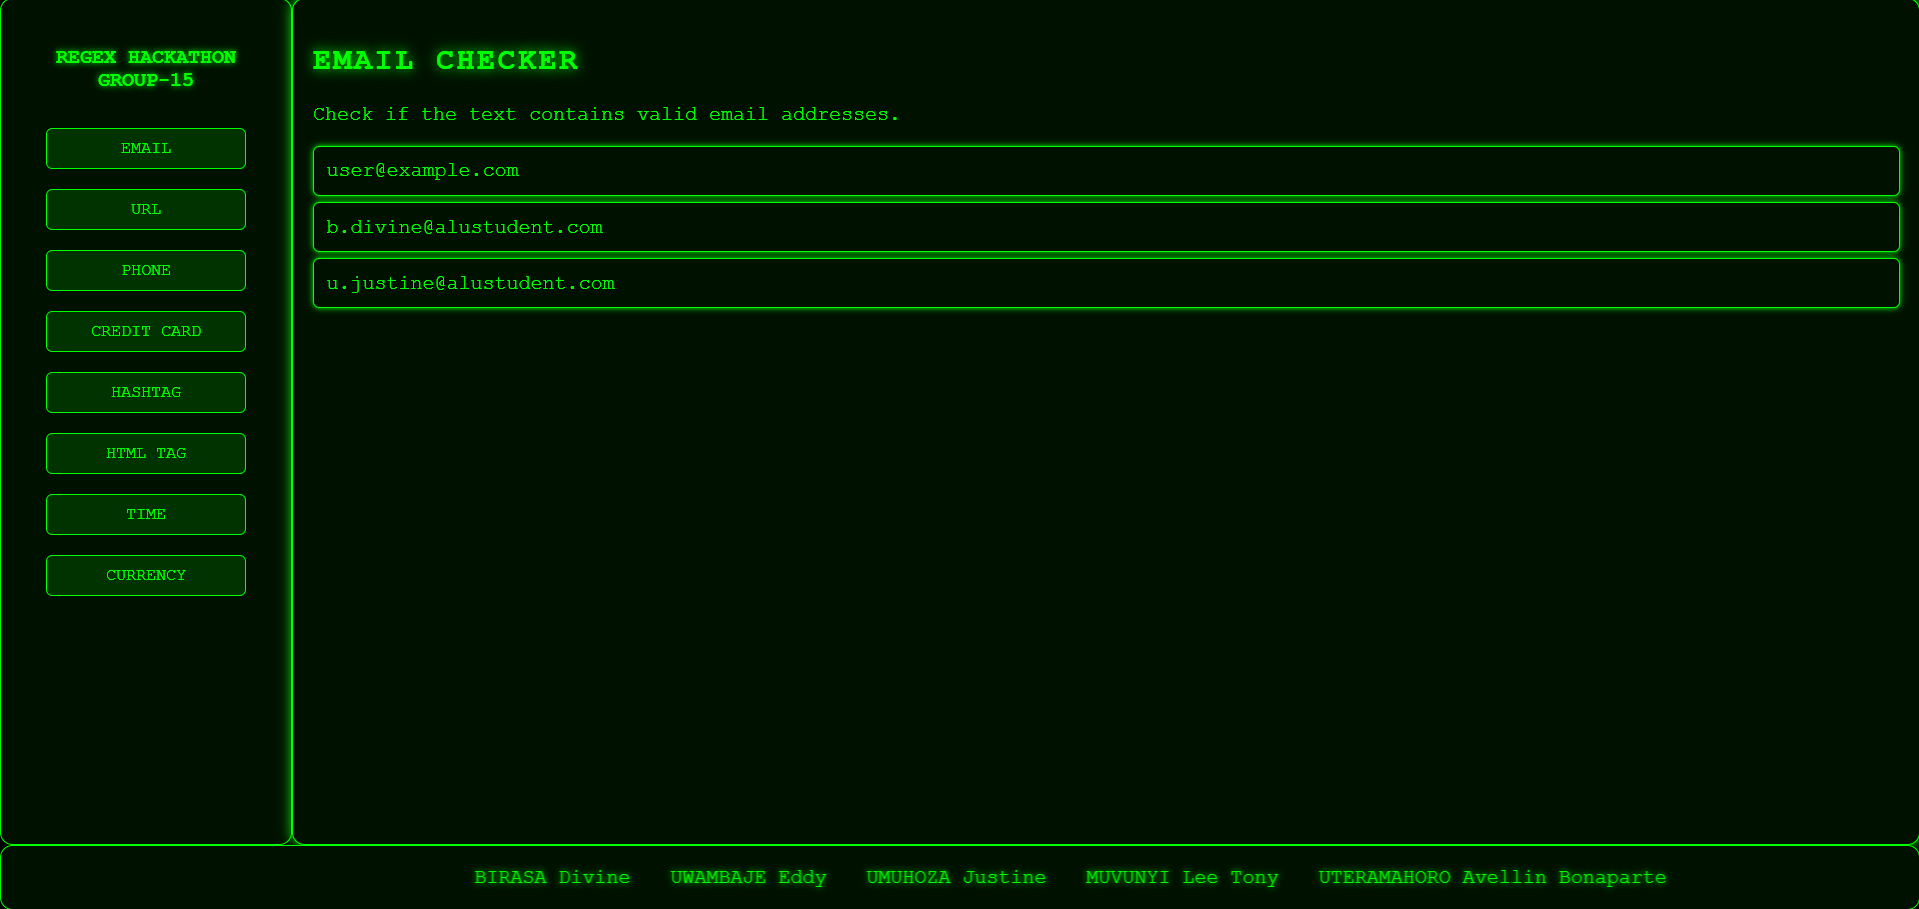 REGEX HACKATHON
GROUP-15
EMAIL
URL
PHONE
CREDIT CARD
HASHTAG
HTML TAG
TIME
CURRENCY
EMAIL CHECKER
Check if the text contains valid email addresses.
user@example.com
b.divine@alustudent.com
u.justine@alustudent.com
BIRASA Divine UWAMBAJE Eddy UMUHOZA Justine MUVUNYI Lee Tony UTERAMAHORO Avellin Bonaparte